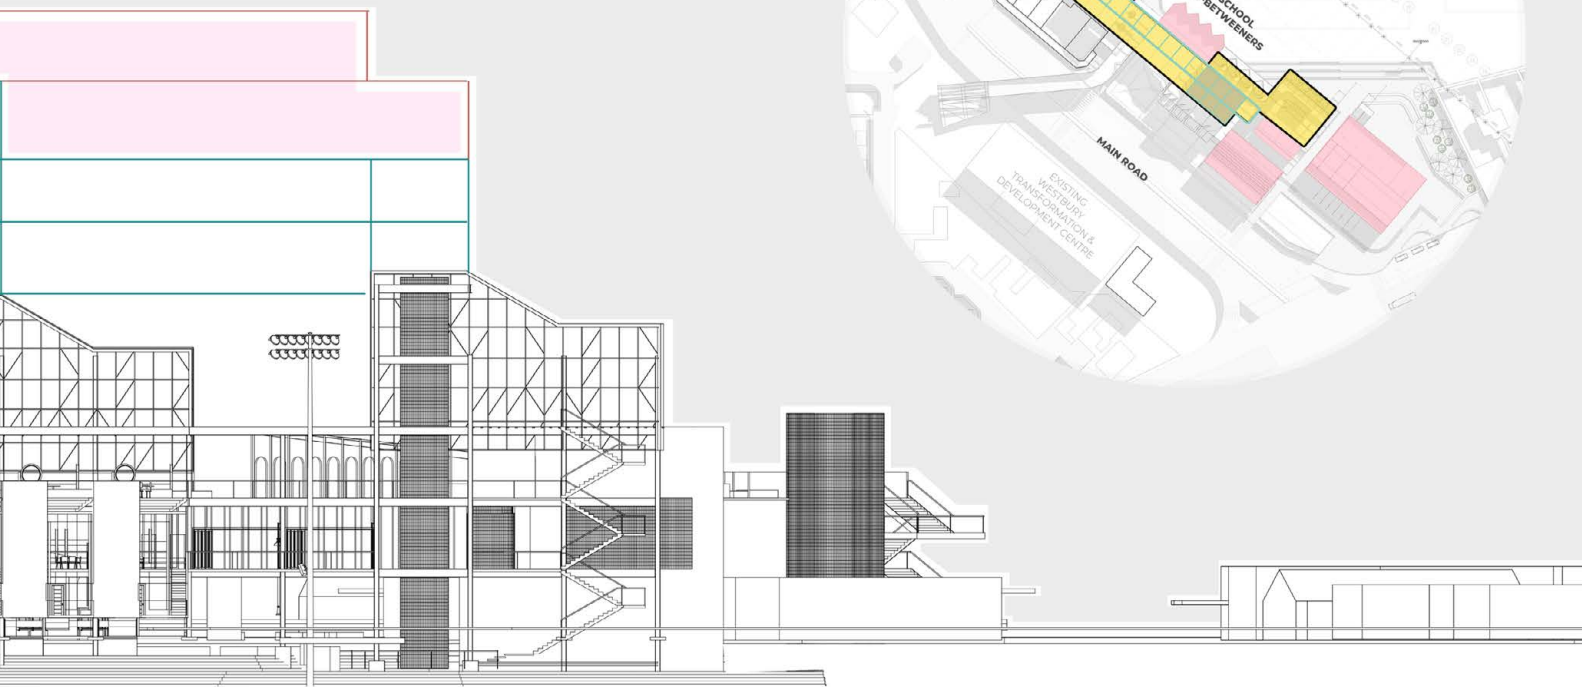 SCHOOL
BETWEENERS
MAIN ROAD
EXISTING
WESTBURY
TRANSFORMATION &
DEVELOPMENT CENTRE